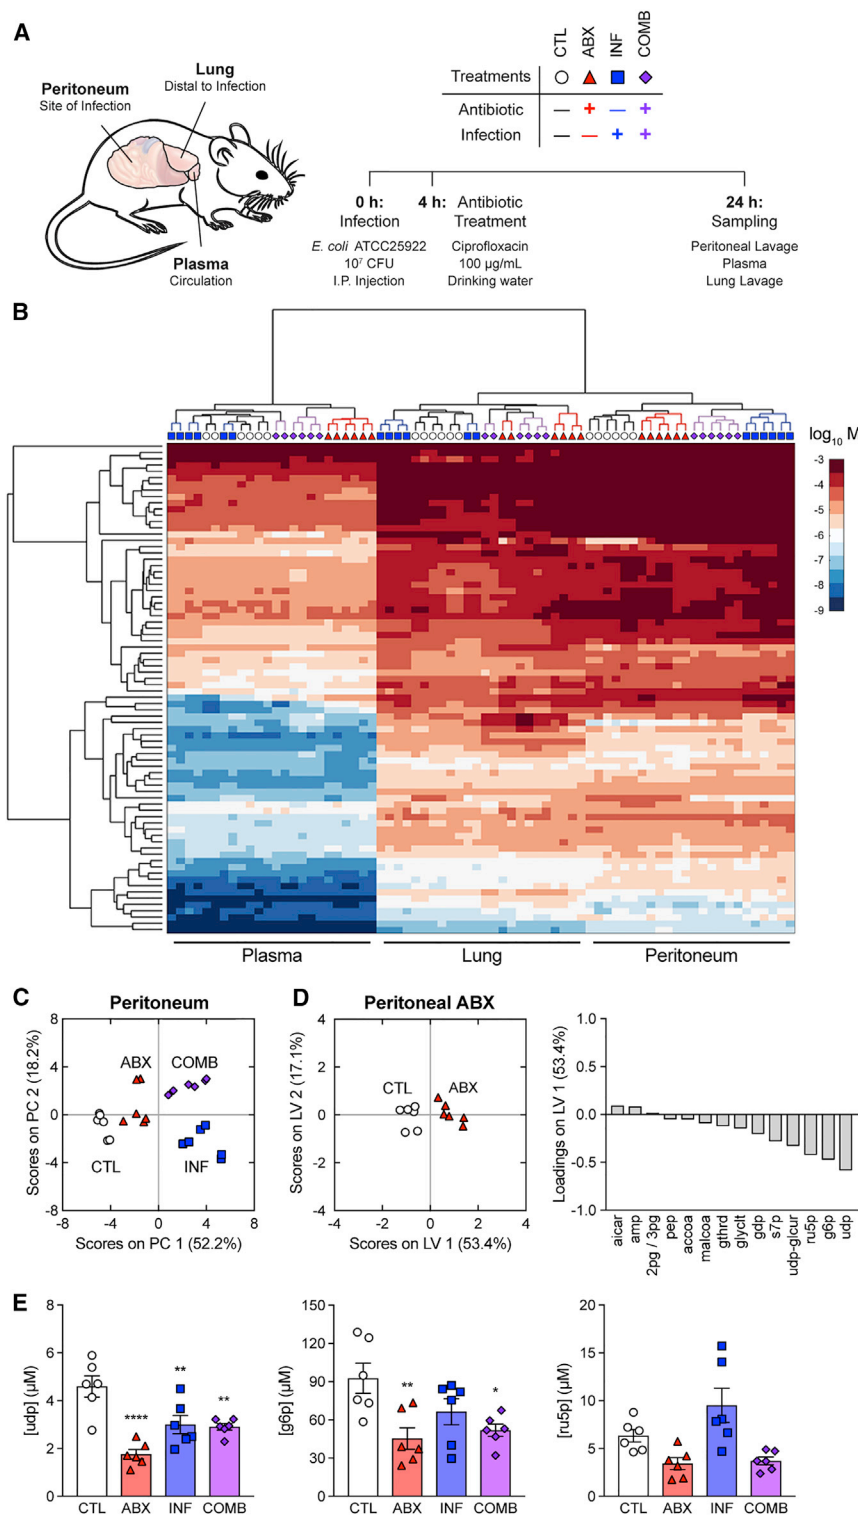 A
Lung
Distal to Infection
Peritoneum
Site of Infection
Plasma
Circulation
CTL
ABX
INF
COMB
Treatments
Antibiotic — + — +
Infection — — + +
0 h: 4 h: Antibiotic 24 h:
Infection Treatment Sampling
E. coli ATCC25922 Ciprofloxacin Peritoneal Lavage
10⁷ CFU 100 µg/mL Plasma
I.P. Injection Drinking water Lung Lavage
B
log₁₀ M
-3
-4
-5
-6
-7
-8
-9
Plasma Lung Peritoneum
C
Peritoneum
Scores on PC 2 (18.2%)
8
4
0
-4
-8
ABX COMB
CTL INF
-8 -4 0 4 8
Scores on PC 1 (52.2%)
D
Peritoneal ABX
Scores on LV 2 (17.1%)
4
2
0
-2
-4
CTL ABX
-4 -2 0 2 4
Scores on LV 1 (53.4%)
Loadings on LV 1 (53.4%)
1.0
0.5
0.0
-0.5
-1.0
aicar
amp
2pg / 3pg
pep
accoa
malcoa
gthrd
glyclt
gdp
s7p
udp-glcur
ru5p
g6p
udp
E
[udp] (µM)
8
6
4
2
0
****
**
**
CTL ABX INF COMB
[g6p] (µM)
150
120
90
60
30
0
**
*
CTL ABX INF COMB
[ru5p] (µM)
20
15
10
5
0
CTL ABX INF COMB